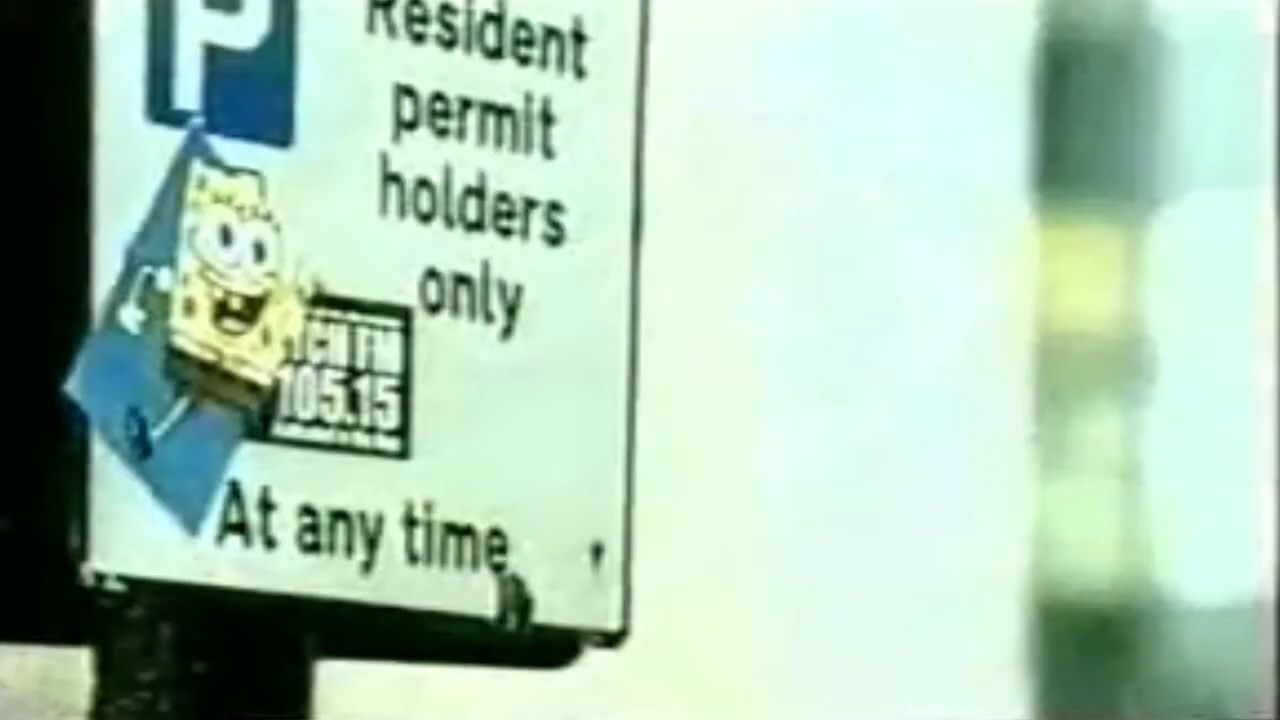 P
Resident
permit
holders
only
105.15
At any time